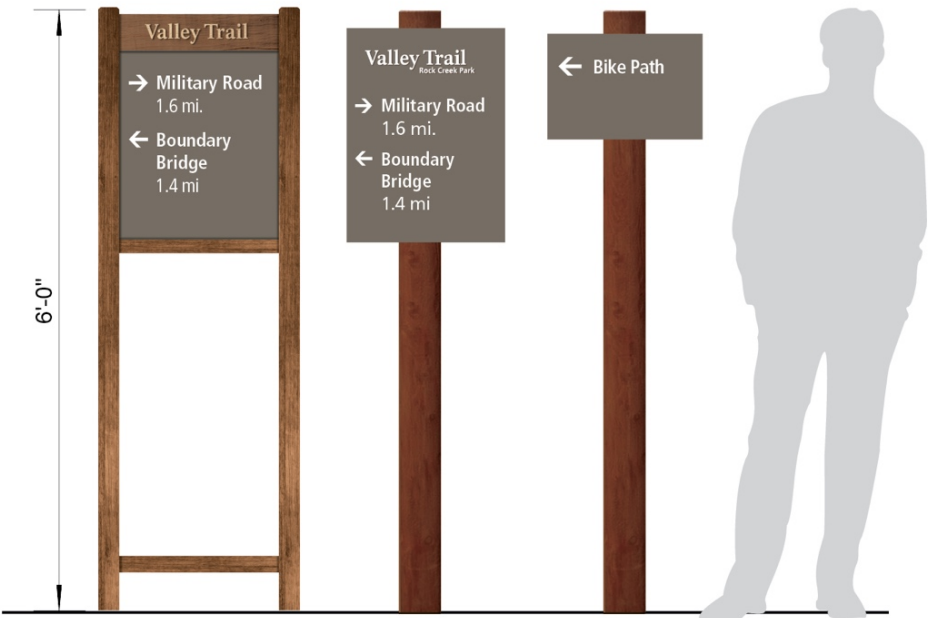 6'-0"
Valley Trail
→ Military Road
1.6 mi.
← Boundary
Bridge
1.4 mi
Valley Trail
Rock Creek Park
→ Military Road
1.6 mi.
← Boundary
Bridge
1.4 mi
← Bike Path